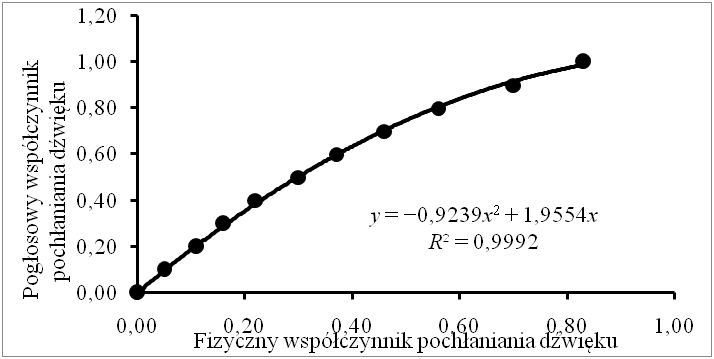 1,20
1,00
0,80
0,60
0,40
0,20
0,00
Pogłosowy współczynnik
pochłaniania dźwięku
y = −0,9239x² + 1,9554x
R² = 0,9992
0,00 0,20 0,40 0,60 0,80 1,00
Fizyczny współczynnik pochłaniania dźwięku